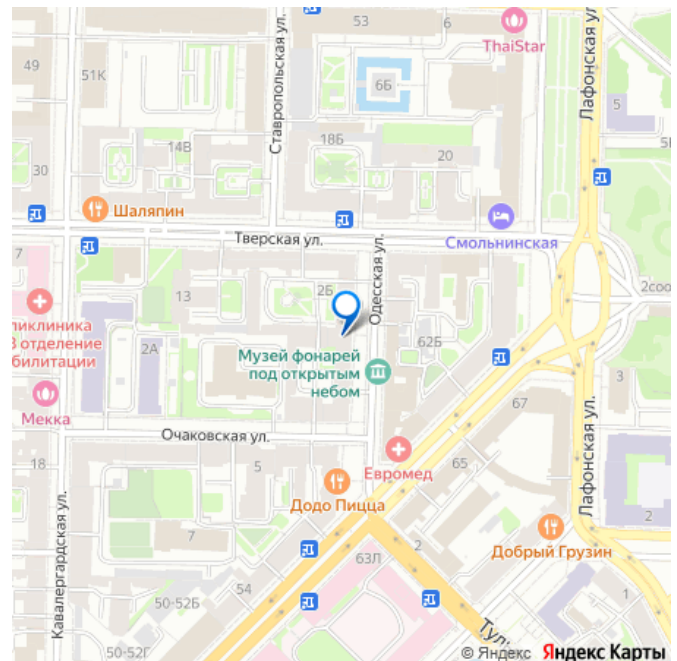 53
6
ThaiStar
Лафонская ул.
49
51К
Ставропольская ул.
6Б
5
14В
18Б
20
30
Шаляпин
Тверская ул.
Одесская ул.
Смольнинская
7
13
2Б
2соо
ликлиника
3 отделение
билитации
2А
62Б
Музей фонарей
под открытым
небом
3
Мекка
67
Очаковская ул.
18
5
Евромед
65
Лафонская ул.
Додо Пицца
2
2
7
Добрый Грузин
Кавалергардская ул.
63Л
54
50-52Б
1
Тул
50-52Г
© Яндекс Яндекс Карты